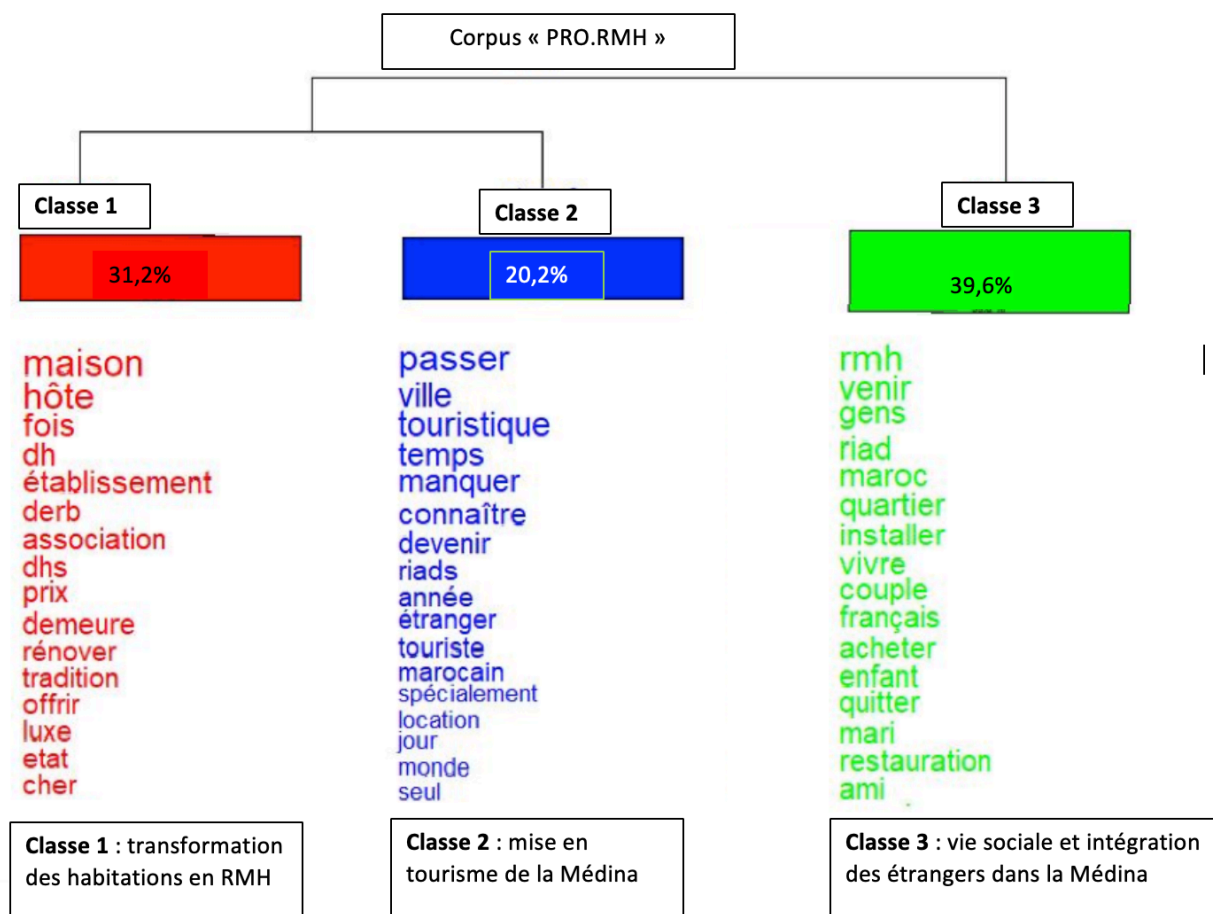 Corpus « PRO.RMH »
Classe 1
31,2%
maison
hôte
fois
dh
établissement
derb
association
dhs
prix
demeure
rénover
tradition
offrir
luxe
etat
cher
Classe 1 : transformation
des habitations en RMH
Classe 2
20,2%
passer
ville
touristique
temps
manquer
connaître
devenir
riads
année
étranger
touriste
marocain
spécialement
location
jour
monde
seul
Classe 2 : mise en
tourisme de la Médina
Classe 3
39,6%
rmh
venir
gens
riad
maroc
quartier
installer
vivre
couple
français
acheter
enfant
quitter
mari
restauration
ami
Classe 3 : vie sociale et intégration
des étrangers dans la Médina